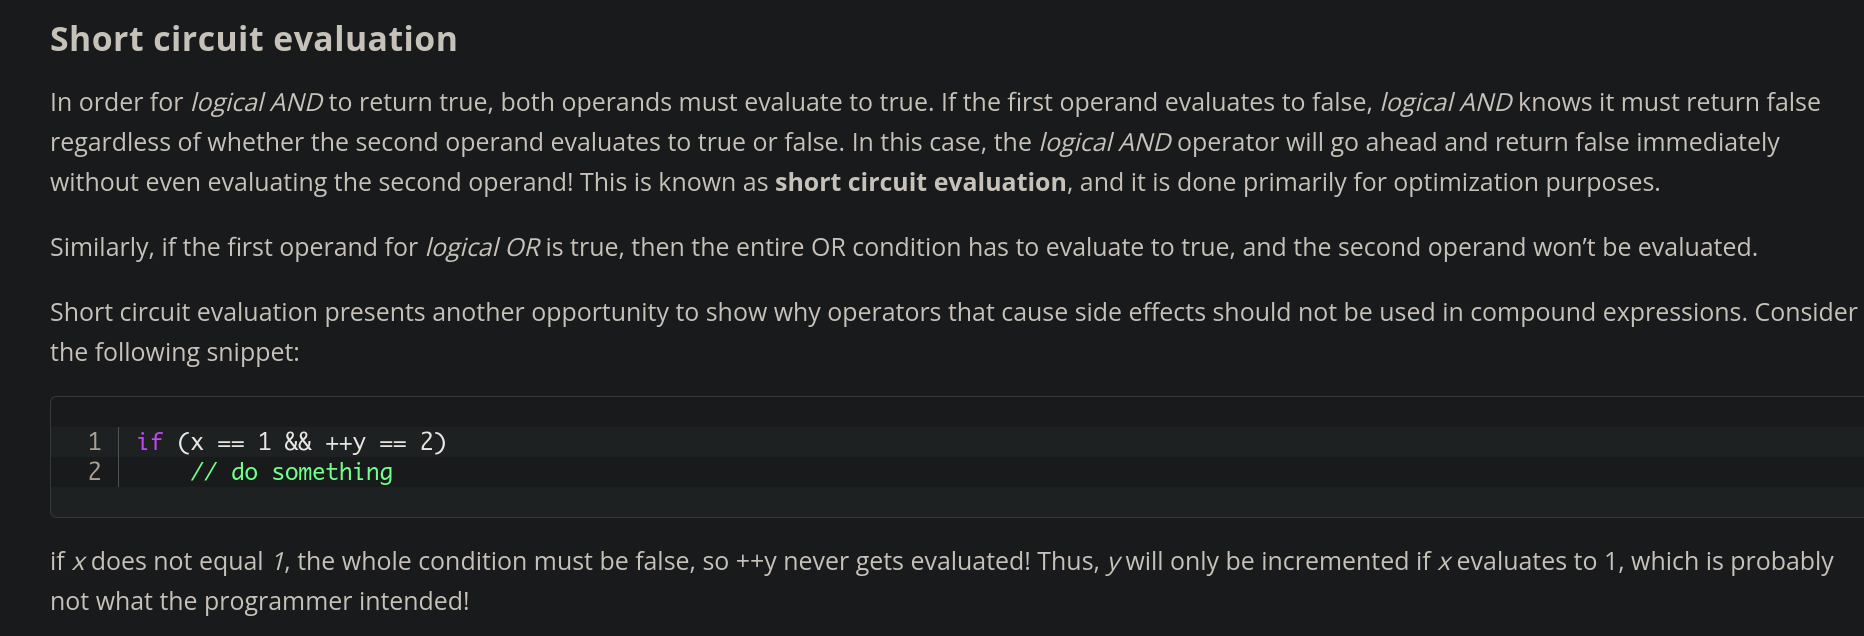 Short circuit evaluation
In order for logical AND to return true, both operands must evaluate to true. If the first operand evaluates to false, logical AND knows it must return false
regardless of whether the second operand evaluates to true or false. In this case, the logical AND operator will go ahead and return false immediately
without even evaluating the second operand! This is known as short circuit evaluation, and it is done primarily for optimization purposes.
Similarly, if the first operand for logical OR is true, then the entire OR condition has to evaluate to true, and the second operand won’t be evaluated.
Short circuit evaluation presents another opportunity to show why operators that cause side effects should not be used in compound expressions. Consider
the following snippet:
1 if (x == 1 && ++y == 2)
2 // do something
if x does not equal 1, the whole condition must be false, so ++y never gets evaluated! Thus, y will only be incremented if x evaluates to 1, which is probably
not what the programmer intended!